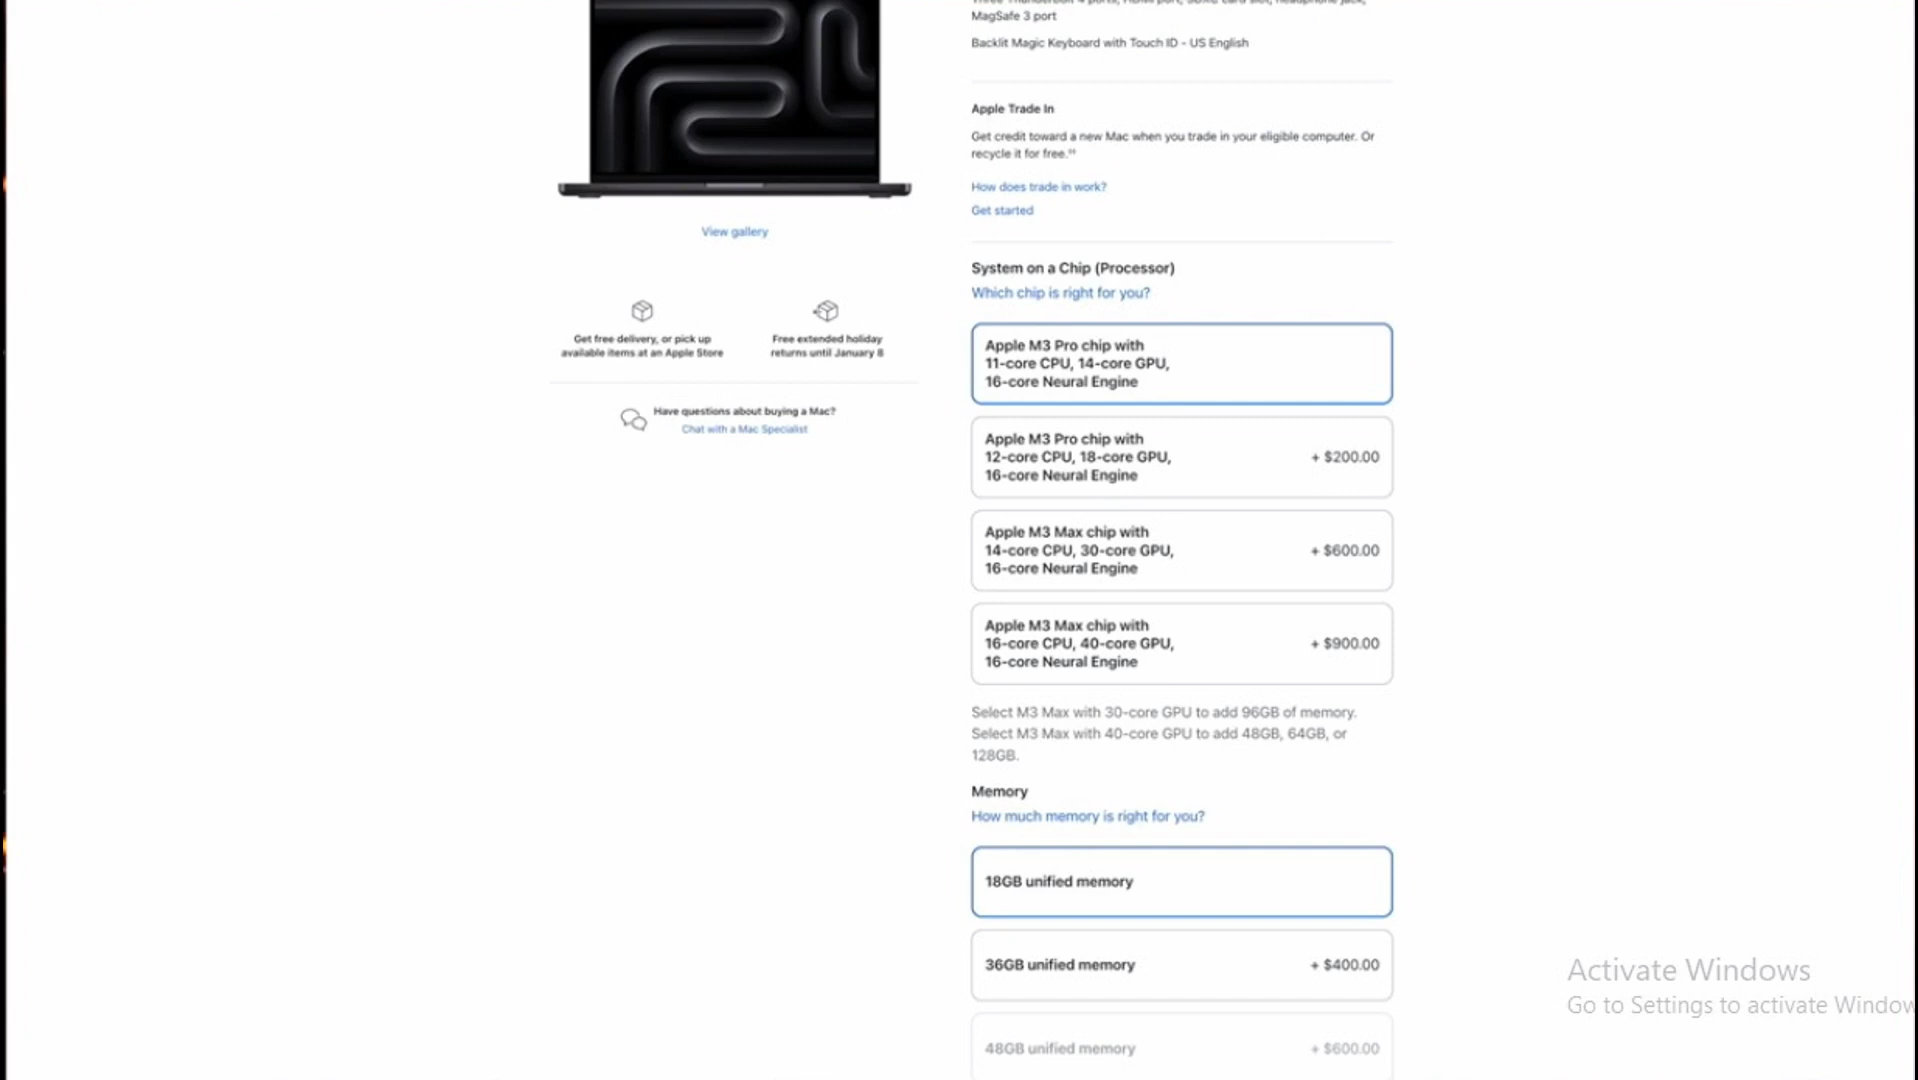 MagSafe 3 port
Backlit Magic Keyboard with Touch ID - US English
Apple Trade In
Get credit toward a new Mac when you trade in your eligible computer. Or
recycle it for free.
How does trade in work?
Get started
View gallery
Get free delivery, or pick up
available items at an Apple Store
Free extended holiday
returns until January 8
Have questions about buying a Mac?
Chat with a Mac Specialist
System on a Chip (Processor)
Which chip is right for you?
Apple M3 Pro chip with
11-core CPU, 14-core GPU,
16-core Neural Engine
Apple M3 Pro chip with
12-core CPU, 18-core GPU,
16-core Neural Engine
+ $200.00
Apple M3 Max chip with
14-core CPU, 30-core GPU,
16-core Neural Engine
+ $600.00
Apple M3 Max chip with
16-core CPU, 40-core GPU,
16-core Neural Engine
+ $900.00
Select M3 Max with 30-core GPU to add 96GB of memory.
Select M3 Max with 40-core GPU to add 48GB, 64GB, or
128GB.
Memory
How much memory is right for you?
18GB unified memory
36GB unified memory
+ $400.00
48GB unified memory
+ $600.00
Activate Windows
Go to Settings to activate Window